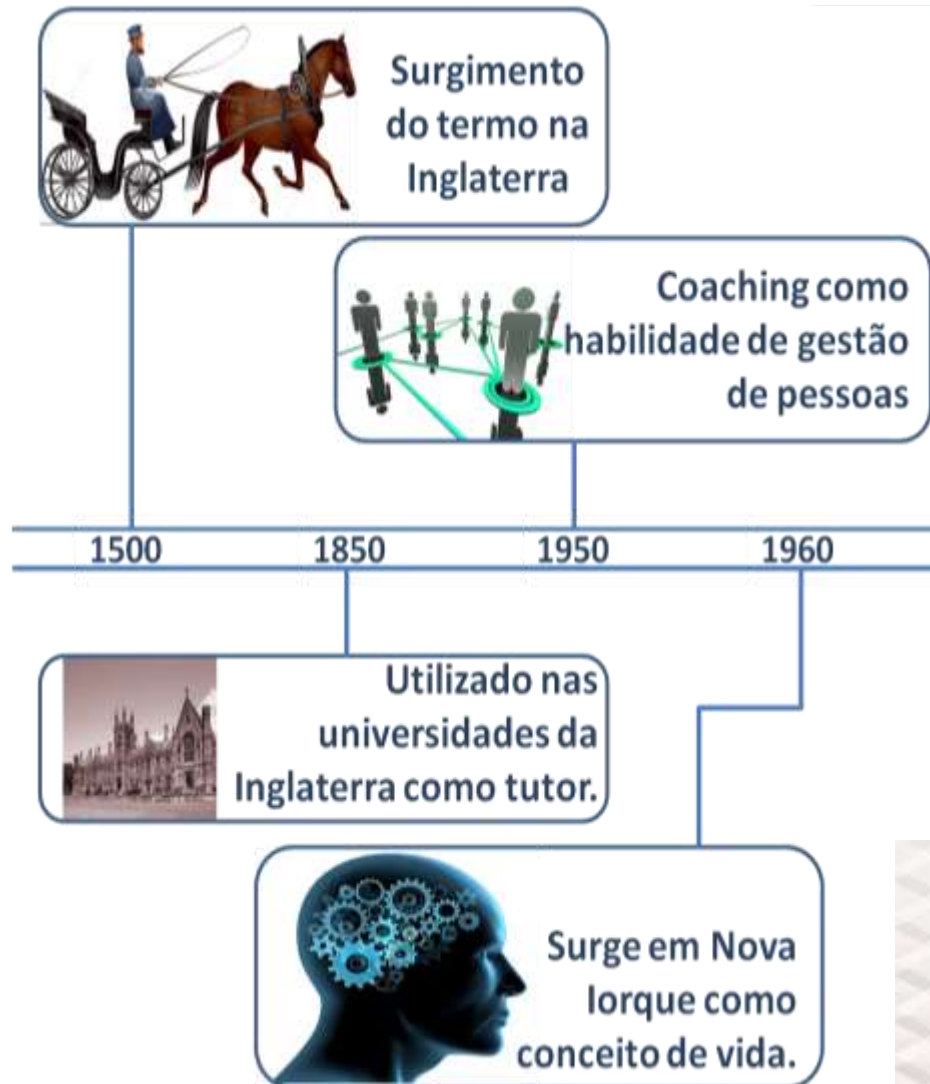 Surgimento
do termo na
Inglaterra
Coaching como
habilidade de gestão
de pessoas
1500 1850 1950 1960
Utilizado nas
universidades da
Inglaterra como tutor.
Surge em Nova
Iorque como
conceito de vida.